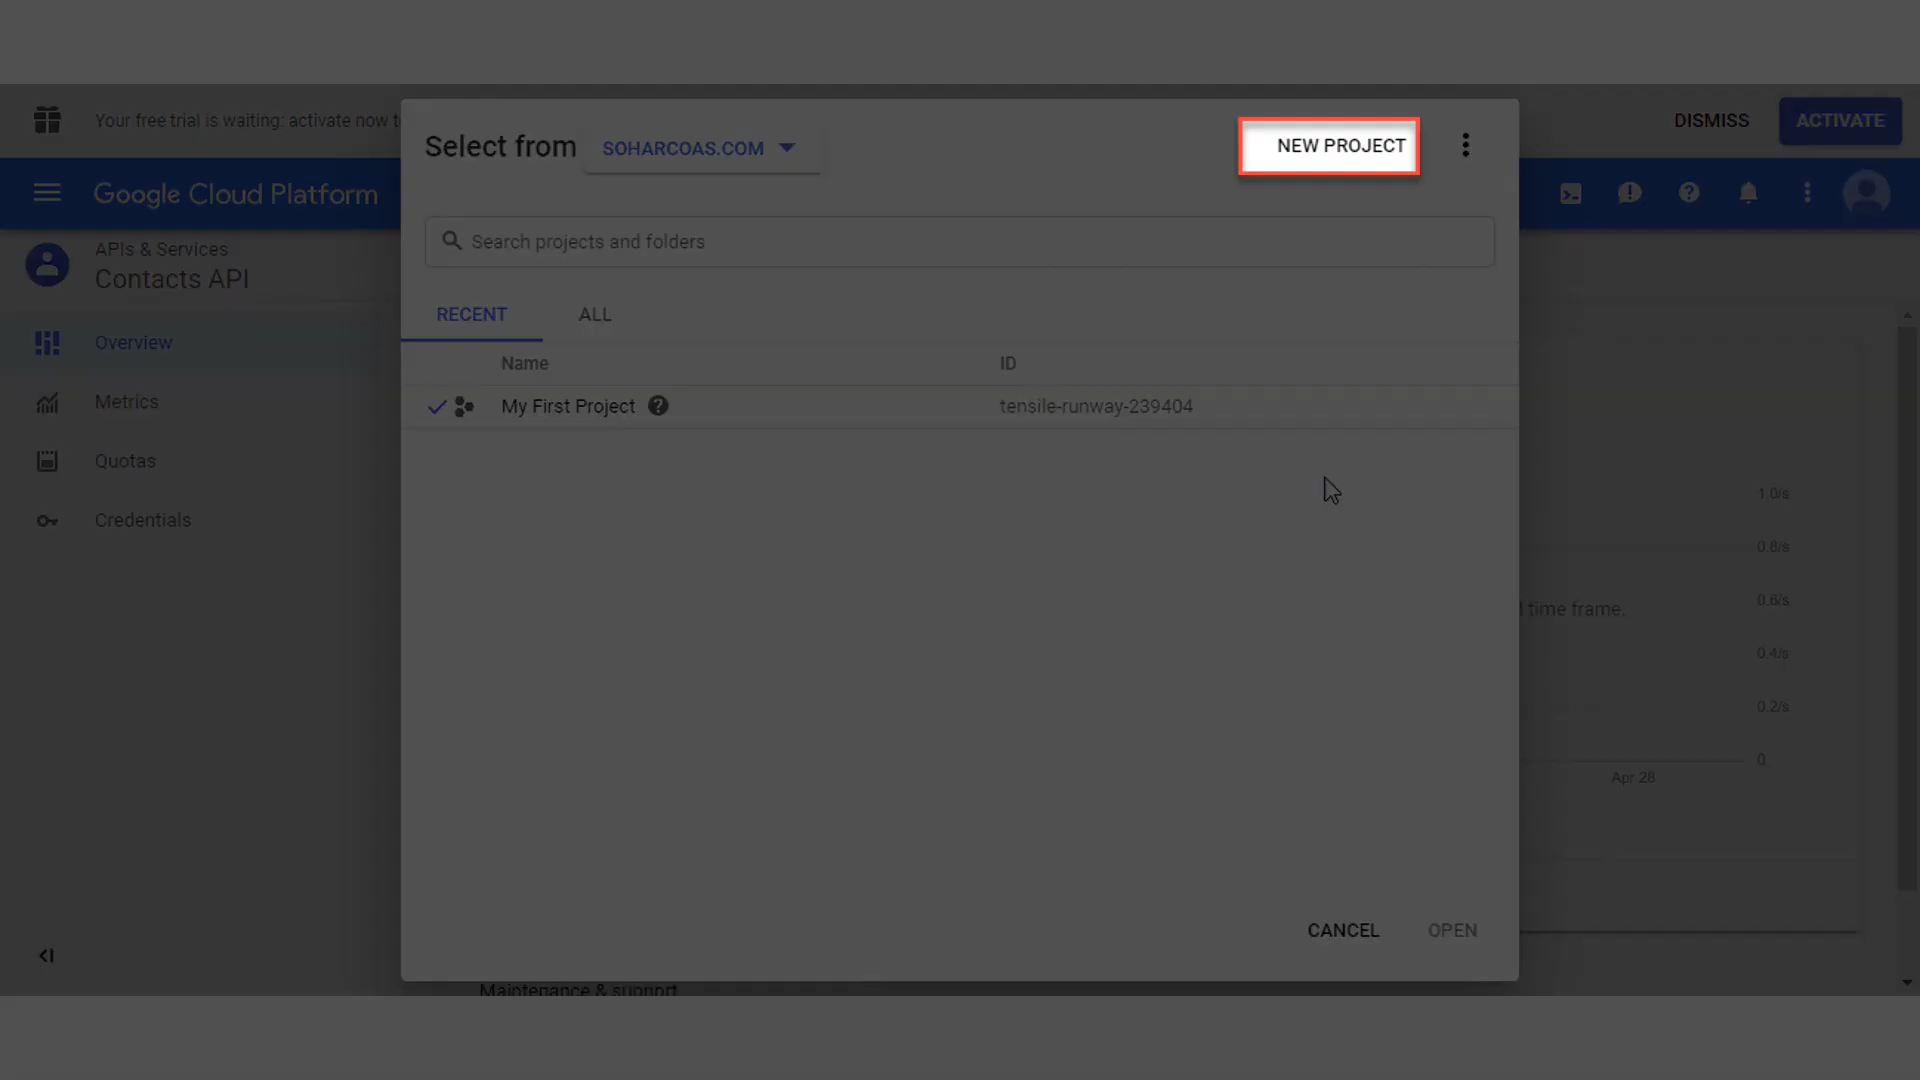 Your free trial is waiting: activate now t
DISMISS
ACTIVATE
Select from
SOHARCOAS.COM
NEW PROJECT
Google Cloud Platform
APIs & Services
Contacts API
Search projects and folders
RECENT
ALL
Name
ID
My First Project
tensile-runway-239404
Overview
Metrics
Quotas
Credentials
1.0/s
0.8/s
0.6/s
time frame.
0.4/s
0.2/s
0
Apr 28
CANCEL
OPEN
Maintenance & support